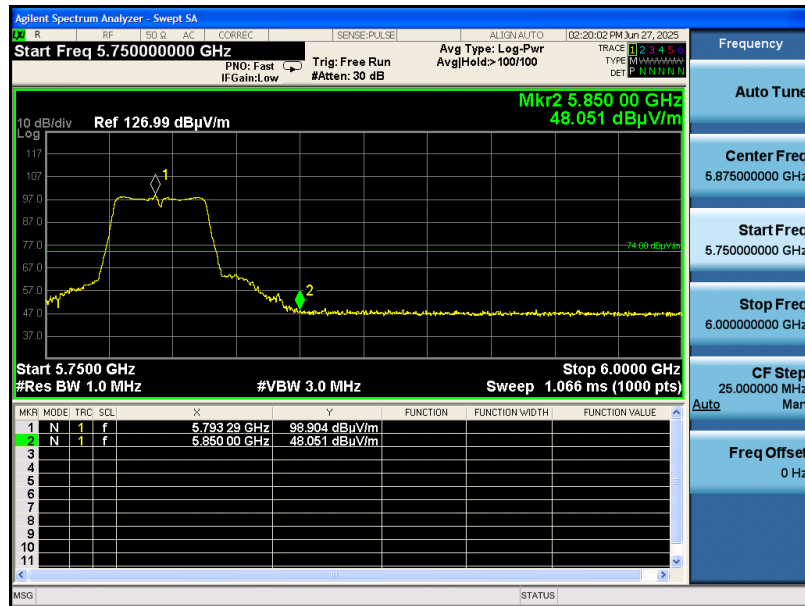 Agilent Spectrum Analyzer - Swept SA
LXI R RF 50 Ω AC CORREC SENSE:PULSE ALIGN AUTO 02:20:02 PM Jun 27, 2025
Start Freq 5.750000000 GHz
PNO: Fast
IFGain:Low
Trig: Free Run
#Atten: 30 dB
Avg Type: Log-Pwr
Avg|Hold:>100/100
TRACE 1 2 3 4 5 6
TYPE M W W W W W
DET P N N N N N
Mkr2 5.850 00 GHz
48.051 dBµV/m
10 dB/div Ref 126.99 dBµV/m
Log
117
107
97.0
87.0
77.0
67.0
57.0
47.0
37.0
1
2
74.00 dBµV/m
Start 5.7500 GHz Stop 6.0000 GHz
#Res BW 1.0 MHz #VBW 3.0 MHz Sweep 1.066 ms (1000 pts)
MKR MODE TRC SCL X Y FUNCTION FUNCTION WIDTH FUNCTION VALUE
1 N 1 f 5.793 29 GHz 98.904 dBµV/m
2 N 1 f 5.850 00 GHz 48.051 dBµV/m
3
4
5
6
7
8
9
10
11
MSG STATUS
Frequency
Auto Tune
Center Freq
5.875000000 GHz
Start Freq
5.750000000 GHz
Stop Freq
6.000000000 GHz
CF Step
25.000000 MHz
Auto Man
Freq Offset
0 Hz